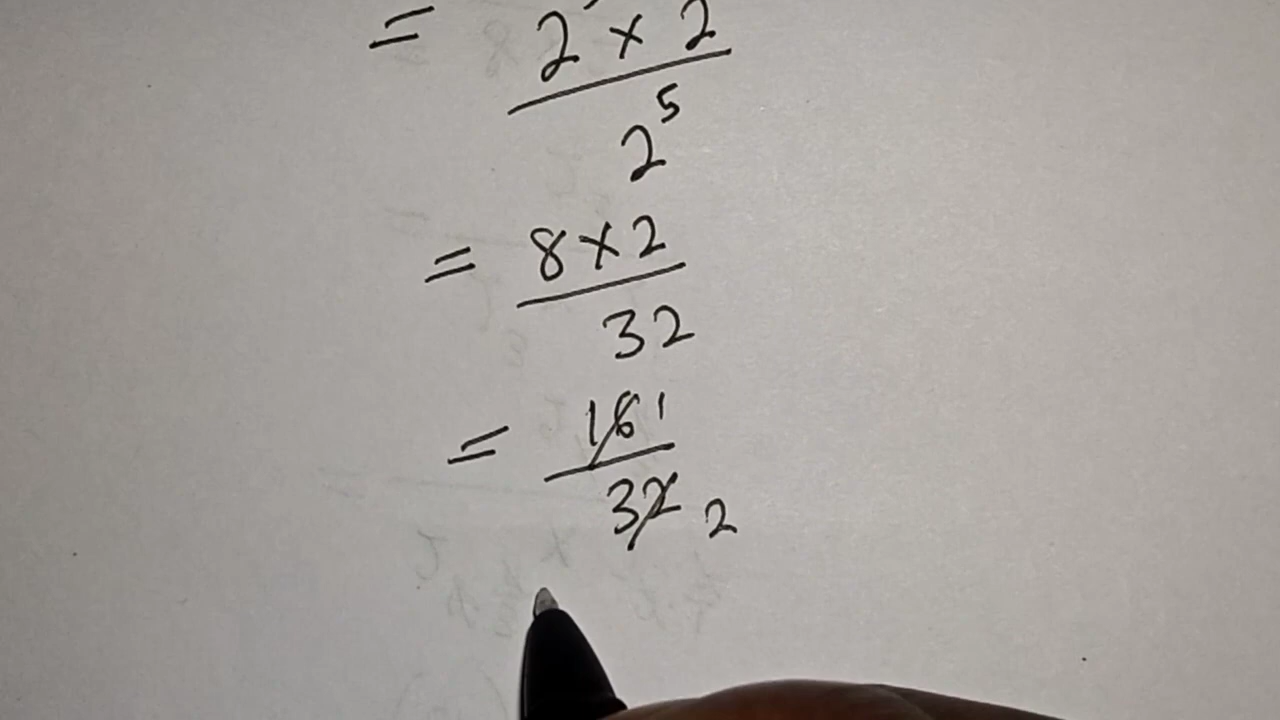 = 2 × 2
2⁵
= 8 × 2
32
= 16 1
32 2